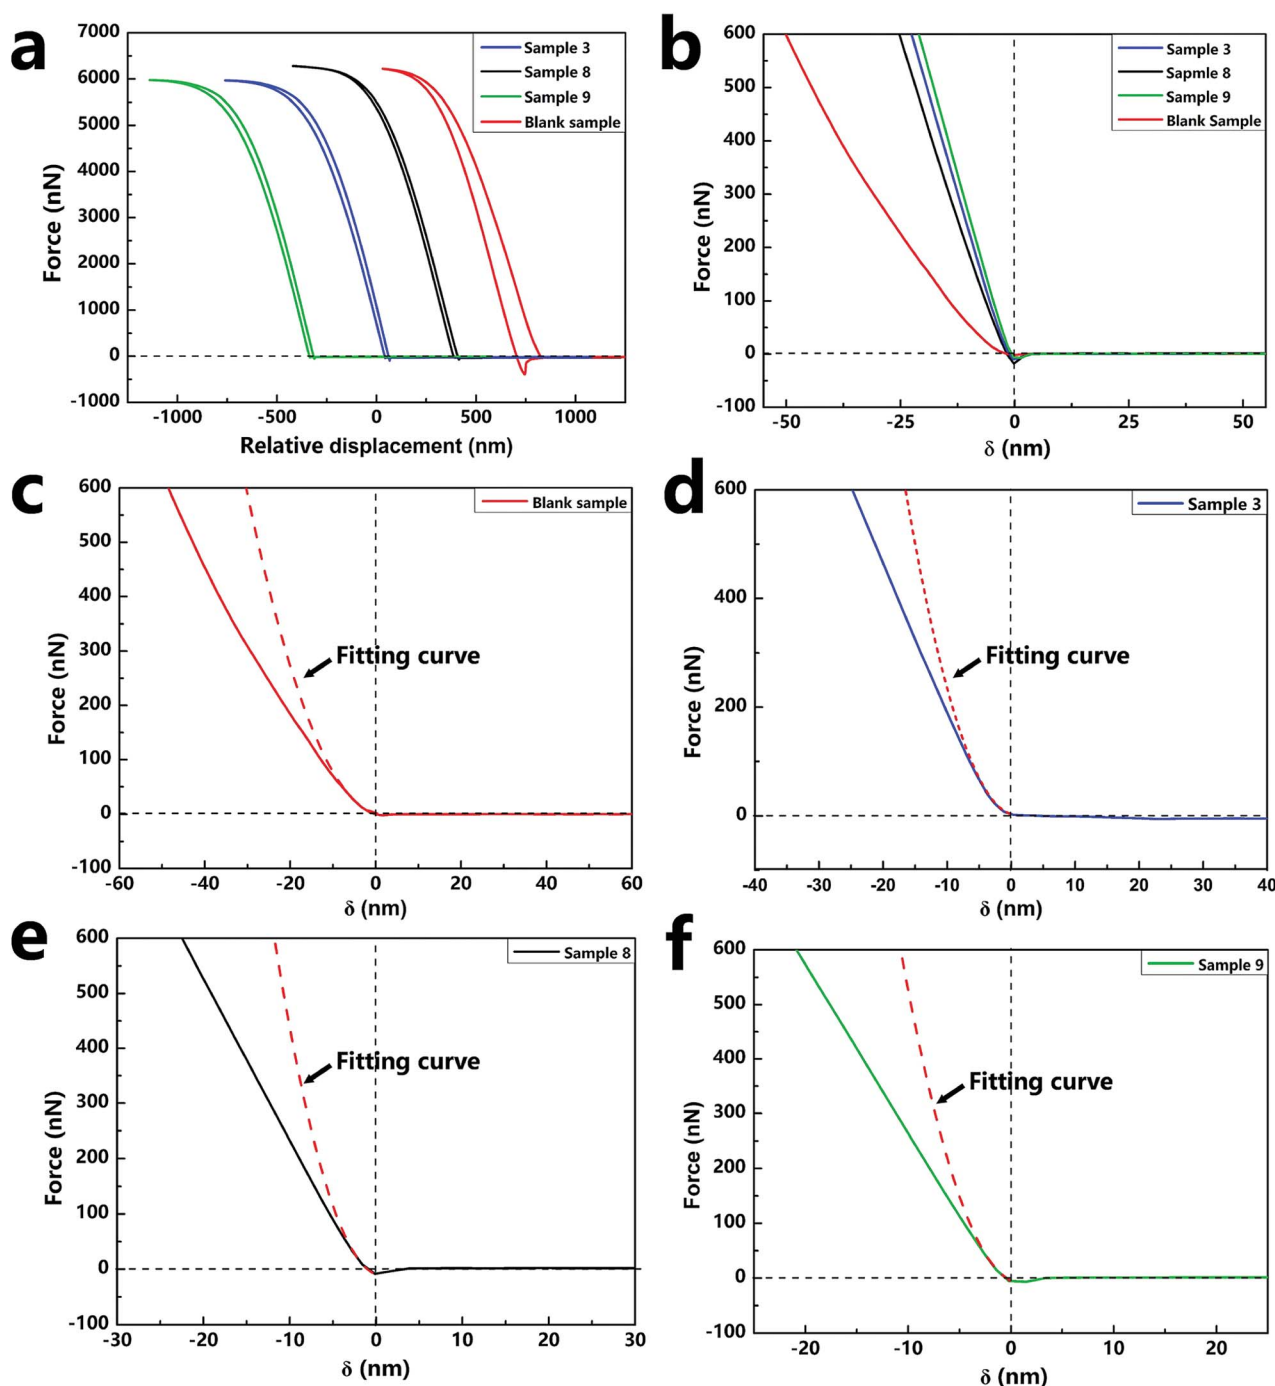 a
7000
6000
5000
4000
3000
2000
1000
0
-1000
Force (nN)
-1000 -500 0 500 1000
Relative displacement (nm)
Sample 3
Sample 8
Sample 9
Blank sample
b
600
500
400
300
200
100
0
-100
Force (nN)
-50 -25 0 25 50
δ (nm)
Sample 3
Sapmle 8
Sample 9
Blank Sample
c
600
500
400
300
200
100
0
-100
Force (nN)
-60 -40 -20 0 20 40 60
δ (nm)
Blank sample
Fitting curve
d
600
500
400
300
200
100
0
Force (nN)
-40 -30 -20 -10 0 10 20 30 40
δ (nm)
Sample 3
Fitting curve
e
600
500
400
300
200
100
0
-100
Force (nN)
-30 -20 -10 0 10 20 30
δ (nm)
Sample 8
Fitting curve
f
600
500
400
300
200
100
0
-100
Force (nN)
-20 -10 0 10 20
δ (nm)
Sample 9
Fitting curve